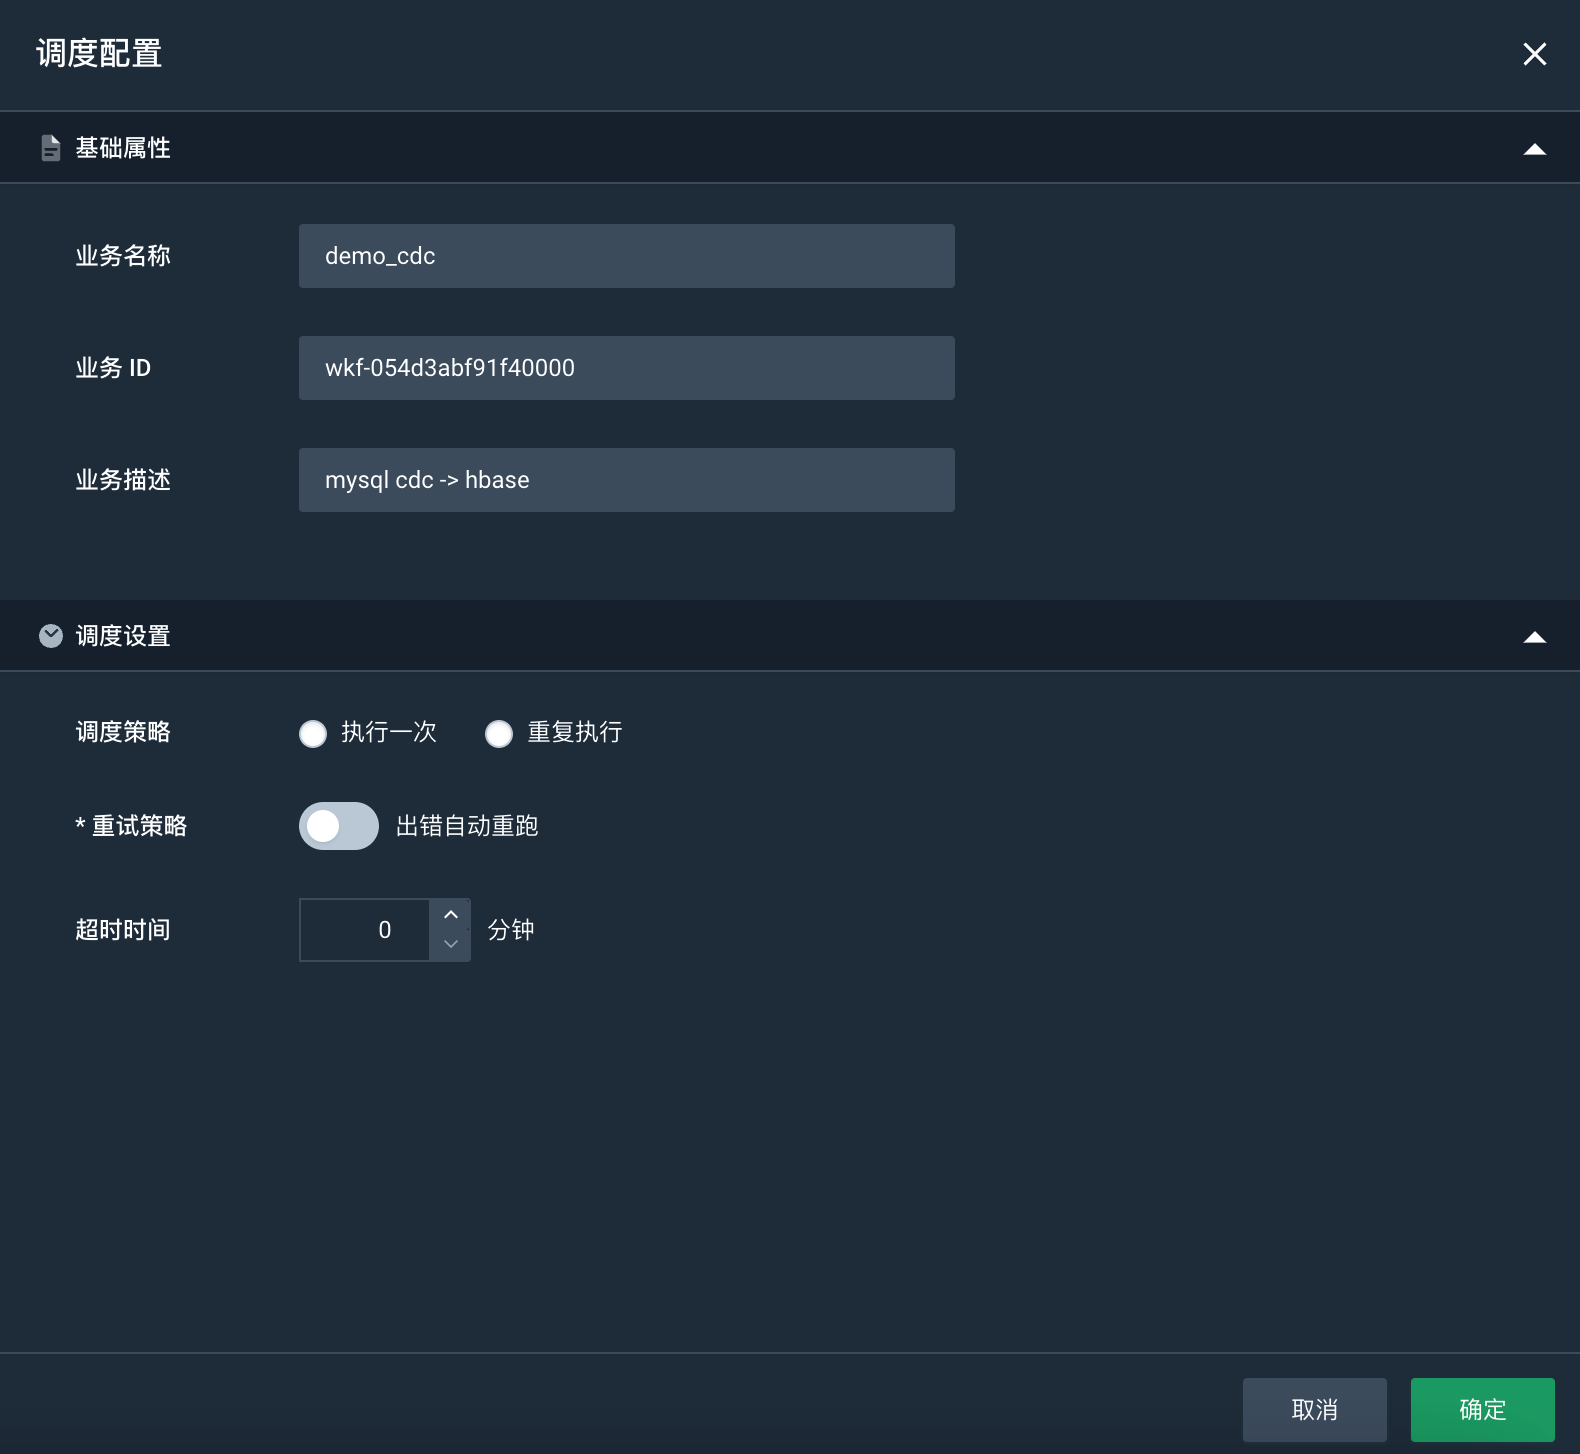 调度配置
基础属性
业务名称 demo_cdc
业务 ID wkf-054d3abf91f40000
业务描述 mysql cdc -> hbase
调度设置
调度策略 执行一次 重复执行
* 重试策略 出错自动重跑
超时时间 0 分钟
取消 确定